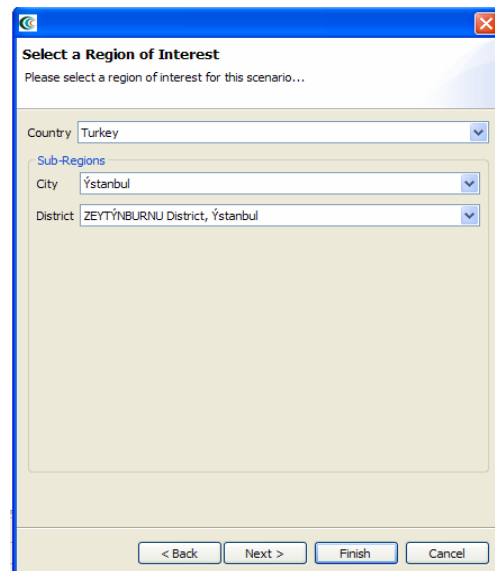 Select a Region of Interest
Please select a region of interest for this scenario...
Country Turkey
Sub-Regions
City Ýstanbul
District ZEYTÝNBURNU District, Ýstanbul
< Back Next > Finish Cancel